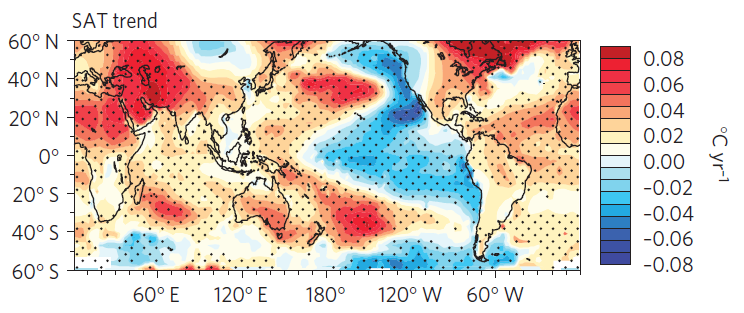 SAT trend
60° N
40° N
20° N
0°
20° S
40° S
60° S
60° E
120° E
180°
120° W
60° W
0.08
0.06
0.04
0.02
0.00
-0.02
-0.04
-0.06
-0.08
°C yr⁻¹